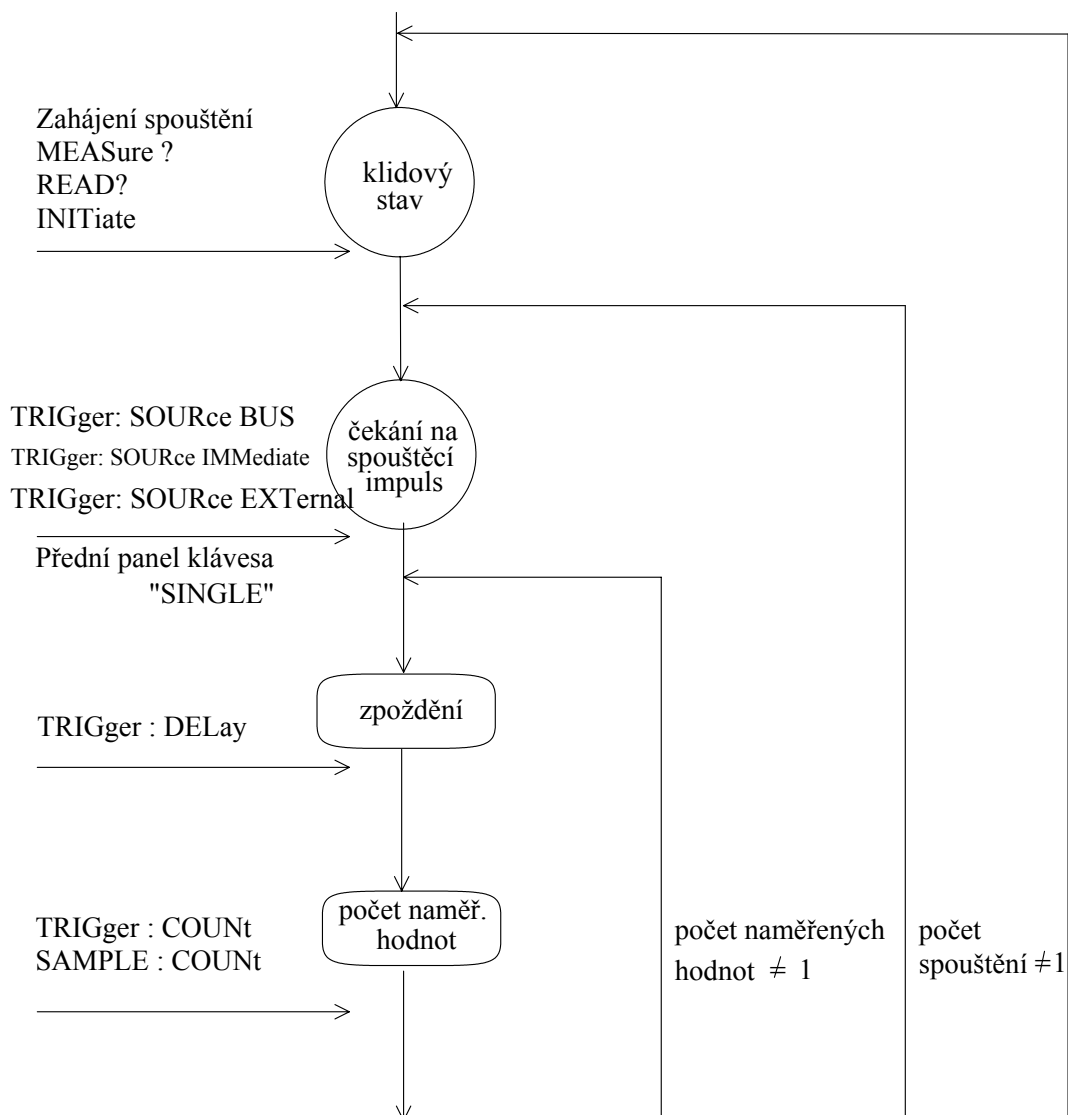 Zahájení spouštění
MEASure ?
READ?
INITiate
klidový
stav
TRIGger: SOURce BUS
TRIGger: SOURce IMMediate
TRIGger: SOURce EXTernal
čekání na
spouštěcí
impuls
Přední panel klávesa
"SINGLE"
zpoždění
TRIGger : DELay
počet naměř.
hodnot
TRIGger : COUNt
SAMPLE : COUNt
počet naměřených
hodnot ≠ 1
počet
spouštění ≠1